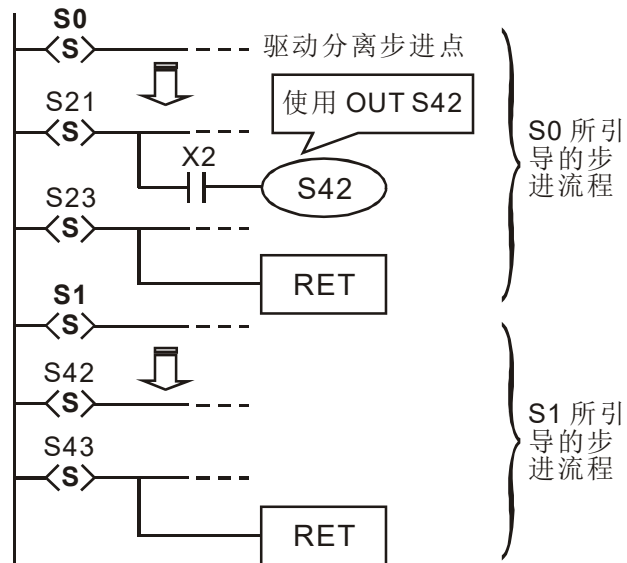 S0
S
驱动分离步进点
S21
使用 OUT S42
S
X2
S42
S23
S
RET
S0 所引
导的步
进流程
S1
S
S42
S
S43
S
RET
S1 所引
导的步
进流程